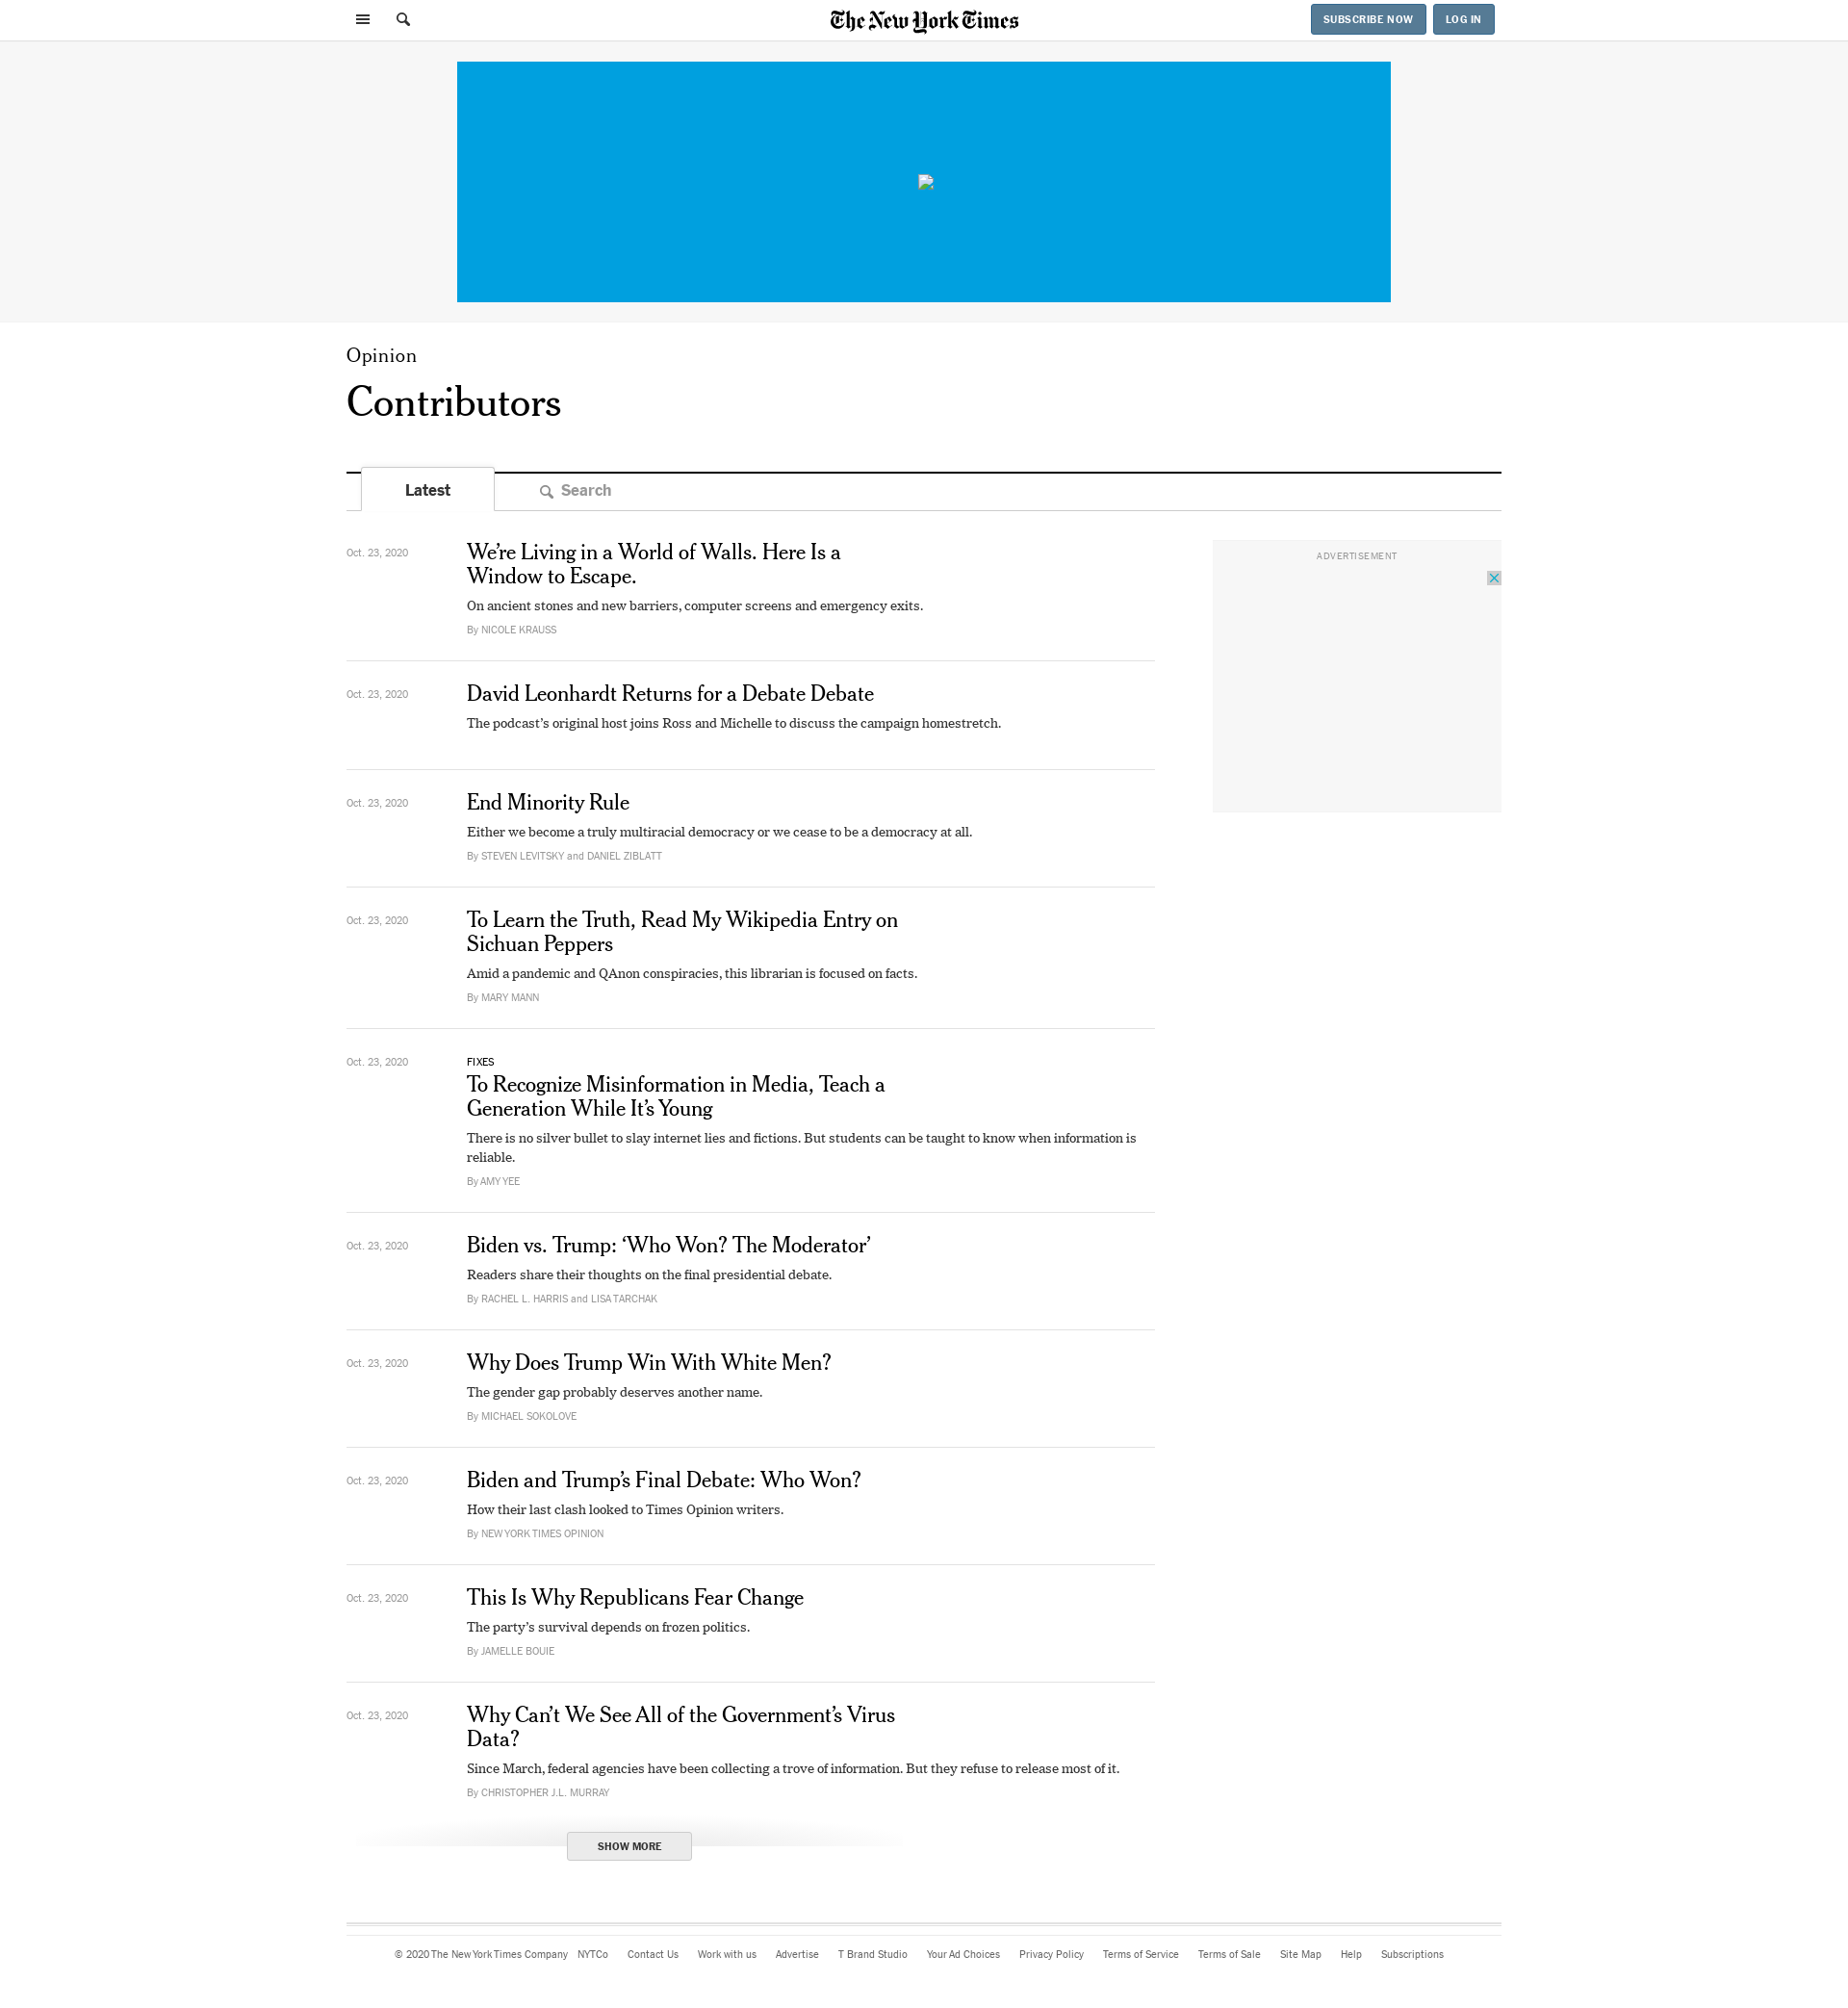 The New York Times
SUBSCRIBE NOW
LOG IN
Opinion
Contributors
Latest
Search
Oct. 23, 2020
We’re Living in a World of Walls. Here Is a
Window to Escape.
On ancient stones and new barriers, computer screens and emergency exits.
By NICOLE KRAUSS
ADVERTISEMENT
Oct. 23, 2020
David Leonhardt Returns for a Debate Debate
The podcast’s original host joins Ross and Michelle to discuss the campaign homestretch.
Oct. 23, 2020
End Minority Rule
Either we become a truly multiracial democracy or we cease to be a democracy at all.
By STEVEN LEVITSKY and DANIEL ZIBLATT
Oct. 23, 2020
To Learn the Truth, Read My Wikipedia Entry on
Sichuan Peppers
Amid a pandemic and QAnon conspiracies, this librarian is focused on facts.
By MARY MANN
Oct. 23, 2020
FIXES
To Recognize Misinformation in Media, Teach a
Generation While It’s Young
There is no silver bullet to slay internet lies and fictions. But students can be taught to know when information is
reliable.
By AMY YEE
Oct. 23, 2020
Biden vs. Trump: ‘Who Won? The Moderator’
Readers share their thoughts on the final presidential debate.
By RACHEL L. HARRIS and LISA TARCHAK
Oct. 23, 2020
Why Does Trump Win With White Men?
The gender gap probably deserves another name.
By MICHAEL SOKOLOVE
Oct. 23, 2020
Biden and Trump’s Final Debate: Who Won?
How their last clash looked to Times Opinion writers.
By NEW YORK TIMES OPINION
Oct. 23, 2020
This Is Why Republicans Fear Change
The party’s survival depends on frozen politics.
By JAMELLE BOUIE
Oct. 23, 2020
Why Can’t We See All of the Government’s Virus
Data?
Since March, federal agencies have been collecting a trove of information. But they refuse to release most of it.
By CHRISTOPHER J.L. MURRAY
SHOW MORE
© 2020 The New York Times Company NYTCo Contact Us Work with us Advertise T Brand Studio Your Ad Choices Privacy Policy Terms of Service Terms of Sale Site Map Help Subscriptions